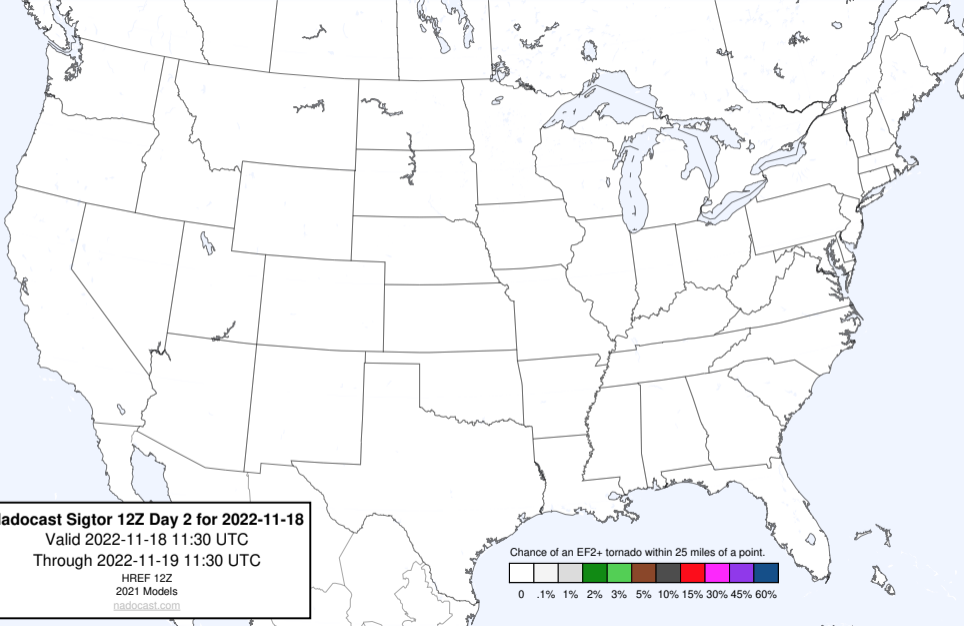 adocast Sigtor 12Z Day 2 for 2022-11-18
Valid 2022-11-18 11:30 UTC
Through 2022-11-19 11:30 UTC
HREF 12Z
2021 Models
nadocast.com
Chance of an EF2+ tornado within 25 miles of a point.
0 .1% 1% 2% 3% 5% 10% 15% 30% 45% 60%